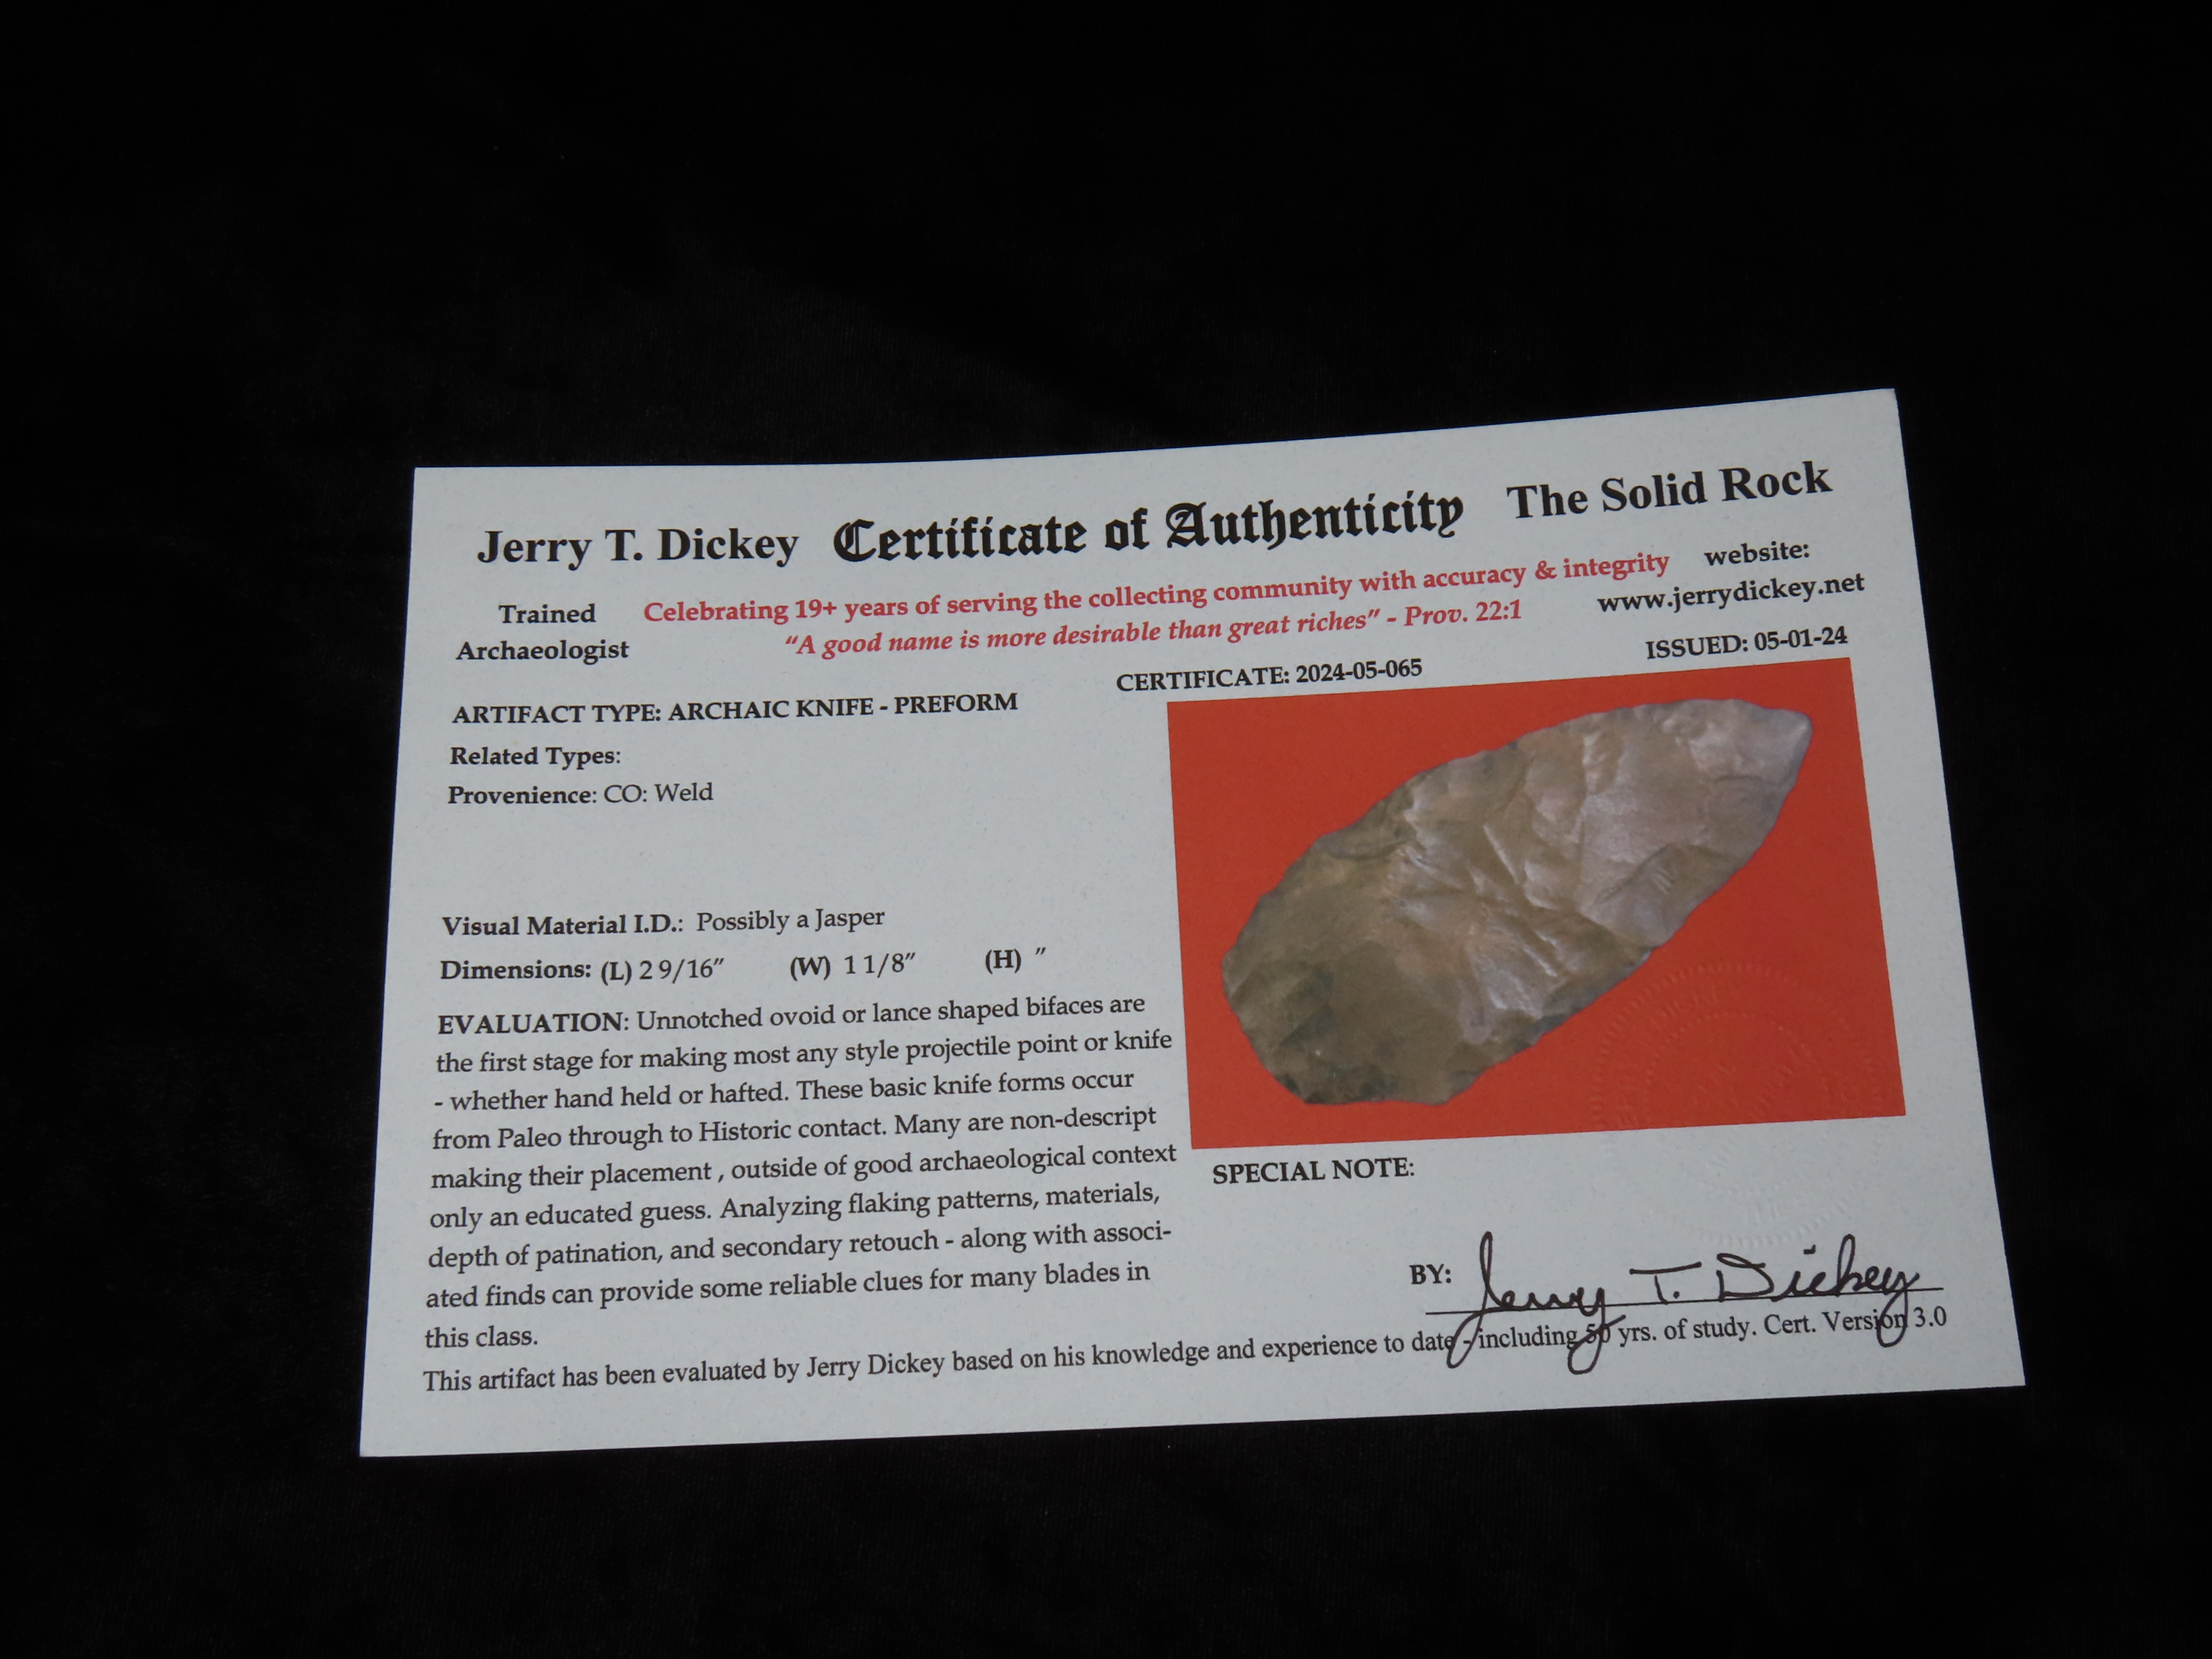 Jerry T. Dickey Certificate of Authenticity The Solid Rock
Trained
Archaeologist
Celebrating 19+ years of serving the collecting community with accuracy & integrity
“A good name is more desirable than great riches” - Prov. 22:1
website:
www.jerrydickey.net
CERTIFICATE: 2024-05-065
ISSUED: 05-01-24
ARTIFACT TYPE: ARCHAIC KNIFE - PREFORM
Related Types:
Provenience: CO: Weld
Visual Material I.D.: Possibly a Jasper
Dimensions: (L) 2 9/16” (W) 1 1/8” (H) ”
EVALUATION: Unnotched ovoid or lance shaped bifaces are
the first stage for making most any style projectile point or knife
- whether hand held or hafted. These basic knife forms occur
from Paleo through to Historic contact. Many are non-descript
making their placement , outside of good archaeological context
only an educated guess. Analyzing flaking patterns, materials,
depth of patination, and secondary retouch - along with associ-
ated finds can provide some reliable clues for many blades in
this class.
SPECIAL NOTE:
BY: Jerry T. Dickey
This artifact has been evaluated by Jerry Dickey based on his knowledge and experience to date - including 50 yrs. of study. Cert. Version 3.0